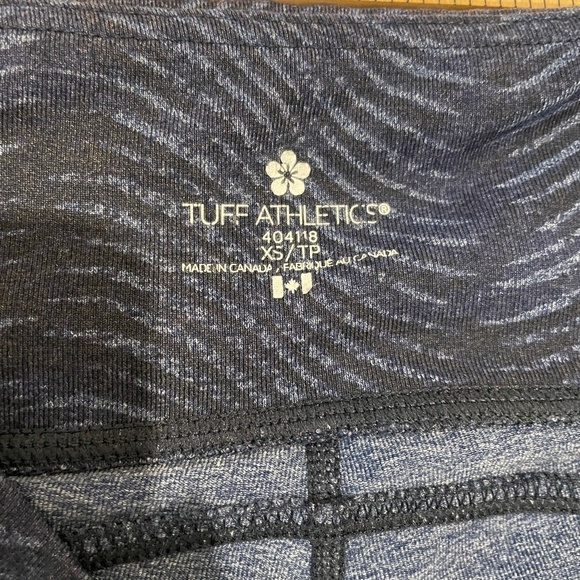 TUFF ATHLETICS®
404118
XS/TP
MADE IN CANADA / FABRIQUÉ AU CANADA